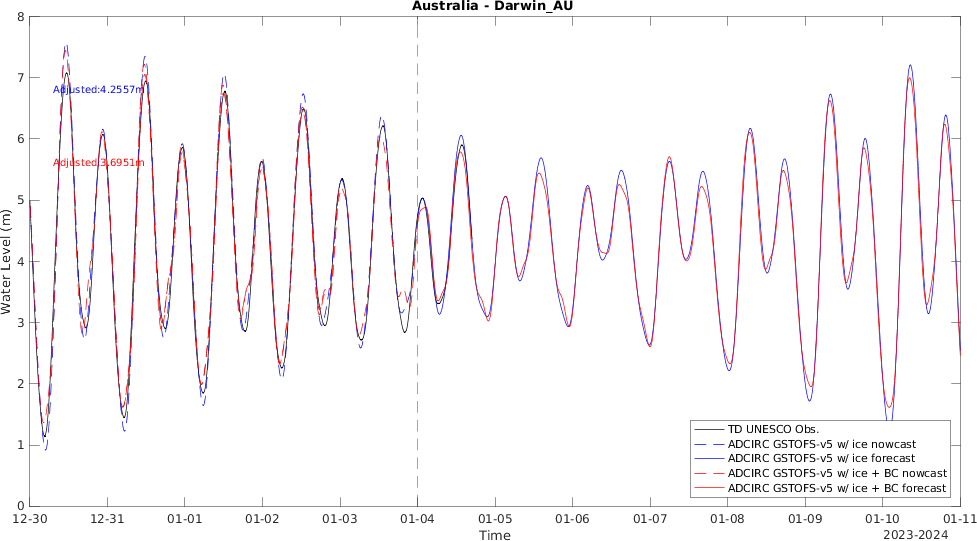 Australia - Darwin_AU
8
7
6
5
4
3
2
1
0
Water Level (m)
Adjusted:4.2557m
Adjusted:3.6951m
TD UNESCO Obs.
ADCIRC GSTOFS-v5 w/ ice nowcast
ADCIRC GSTOFS-v5 w/ ice forecast
ADCIRC GSTOFS-v5 w/ ice + BC nowcast
ADCIRC GSTOFS-v5 w/ ice + BC forecast
12-30 12-31 01-01 01-02 01-03 01-04 01-05 01-06 01-07 01-08 01-09 01-10 01-11
Time
2023-2024